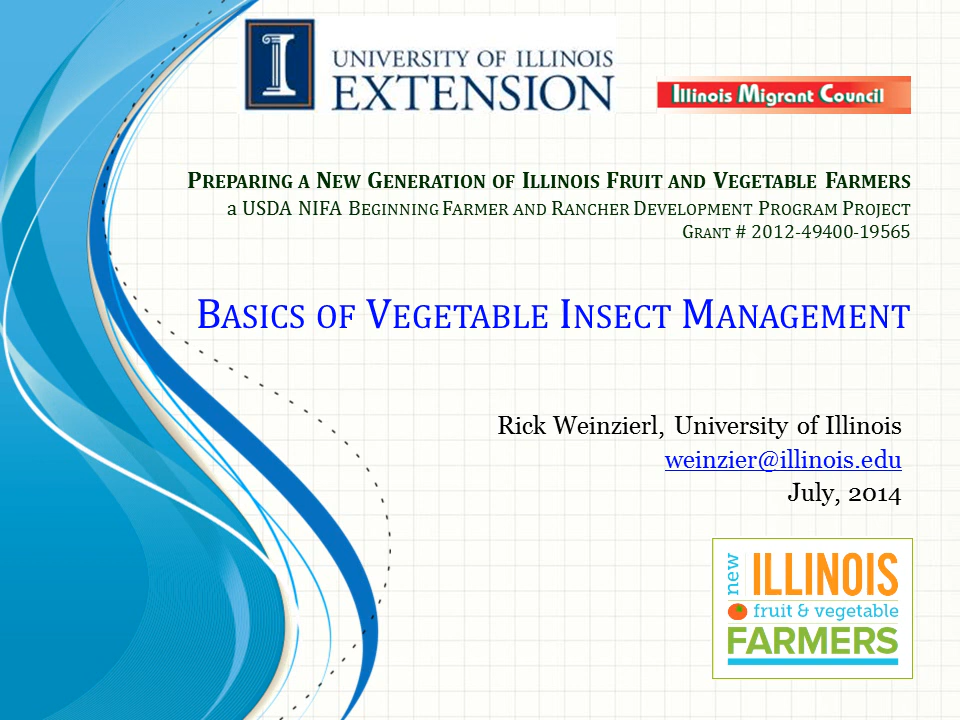 UNIVERSITY OF ILLINOIS
EXTENSION
Illinois Migrant Council
PREPARING A NEW GENERATION OF ILLINOIS FRUIT AND VEGETABLE FARMERS
a USDA NIFA BEGINNING FARMER AND RANCHER DEVELOPMENT PROGRAM PROJECT
GRANT # 2012-49400-19565
BASICS OF VEGETABLE INSECT MANAGEMENT
Rick Weinzierl, University of Illinois
weinzier@illinois.edu
July, 2014
new ILLINOIS
fruit & vegetable
FARMERS